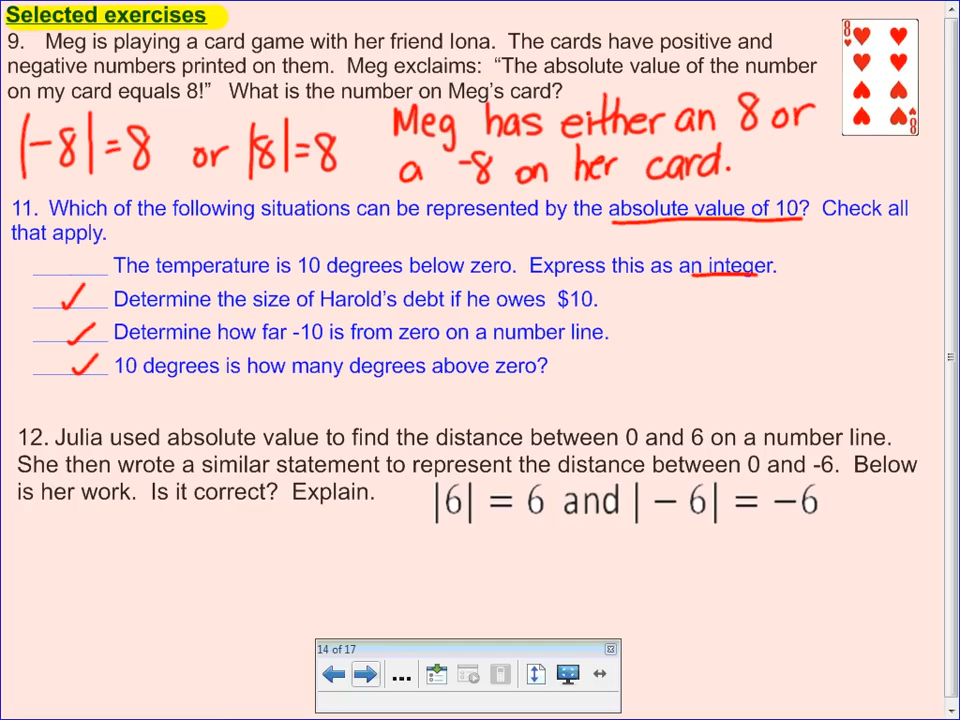 Selected exercises
9. Meg is playing a card game with her friend Iona. The cards have positive and
negative numbers printed on them. Meg exclaims: “The absolute value of the number
on my card equals 8!” What is the number on Meg’s card?
8
8
|-8| = 8 or |8| = 8
Meg has either an 8 or
a -8 on her card.
11. Which of the following situations can be represented by the absolute value of 10? Check all
that apply.
______ The temperature is 10 degrees below zero. Express this as an integer.
______ Determine the size of Harold’s debt if he owes $10.
______ Determine how far -10 is from zero on a number line.
______ 10 degrees is how many degrees above zero?
12. Julia used absolute value to find the distance between 0 and 6 on a number line.
She then wrote a similar statement to represent the distance between 0 and -6. Below
is her work. Is it correct? Explain.
|6| = 6 and | − 6| = −6
14 of 17